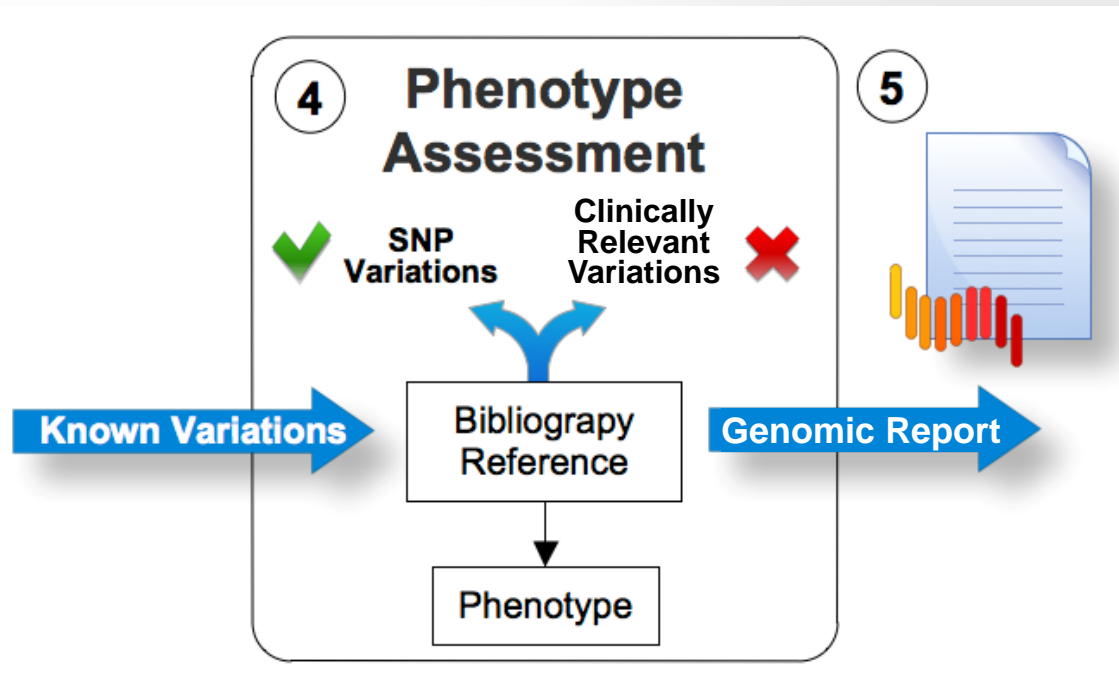 4
Phenotype
Assessment
5
SNP
Variations
Clinically
Relevant
Variations
Known Variations
Bibliograpy
Reference
Genomic Report
Phenotype